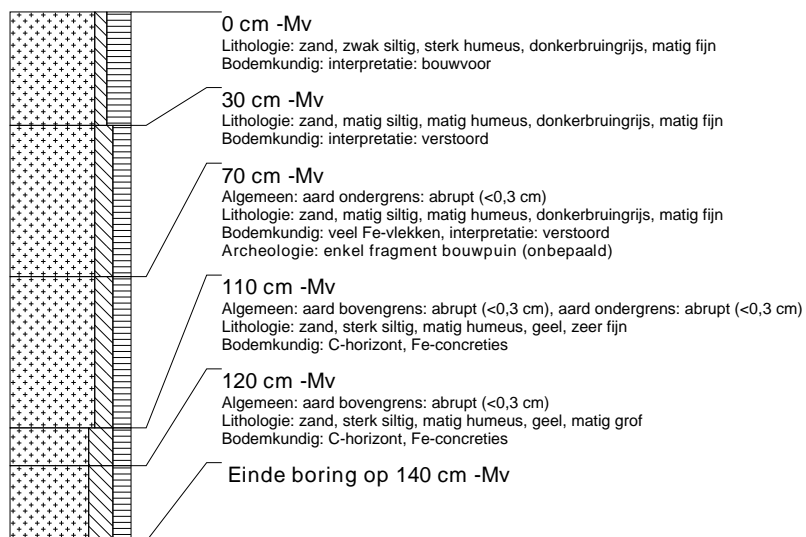 0 cm -Mv
Lithologie: zand, zwak siltig, sterk humeus, donkerbruingrijs, matig fijn
Bodemkundig: interpretatie: bouwvoor
30 cm -Mv
Lithologie: zand, matig siltig, matig humeus, donkerbruingrijs, matig fijn
Bodemkundig: interpretatie: verstoord
70 cm -Mv
Algemeen: aard ondergrens: abrupt (<0,3 cm)
Lithologie: zand, matig siltig, matig humeus, donkerbruingrijs, matig fijn
Bodemkundig: veel Fe-vlekken, interpretatie: verstoord
Archeologie: enkel fragment bouwpuin (onbepaald)
110 cm -Mv
Algemeen: aard bovengrens: abrupt (<0,3 cm), aard ondergrens: abrupt (<0,3 cm)
Lithologie: zand, sterk siltig, matig humeus, geel, zeer fijn
Bodemkundig: C-horizont, Fe-concreties
120 cm -Mv
Algemeen: aard bovengrens: abrupt (<0,3 cm)
Lithologie: zand, sterk siltig, matig humeus, geel, matig grof
Bodemkundig: C-horizont, Fe-concreties
Einde boring op 140 cm -Mv